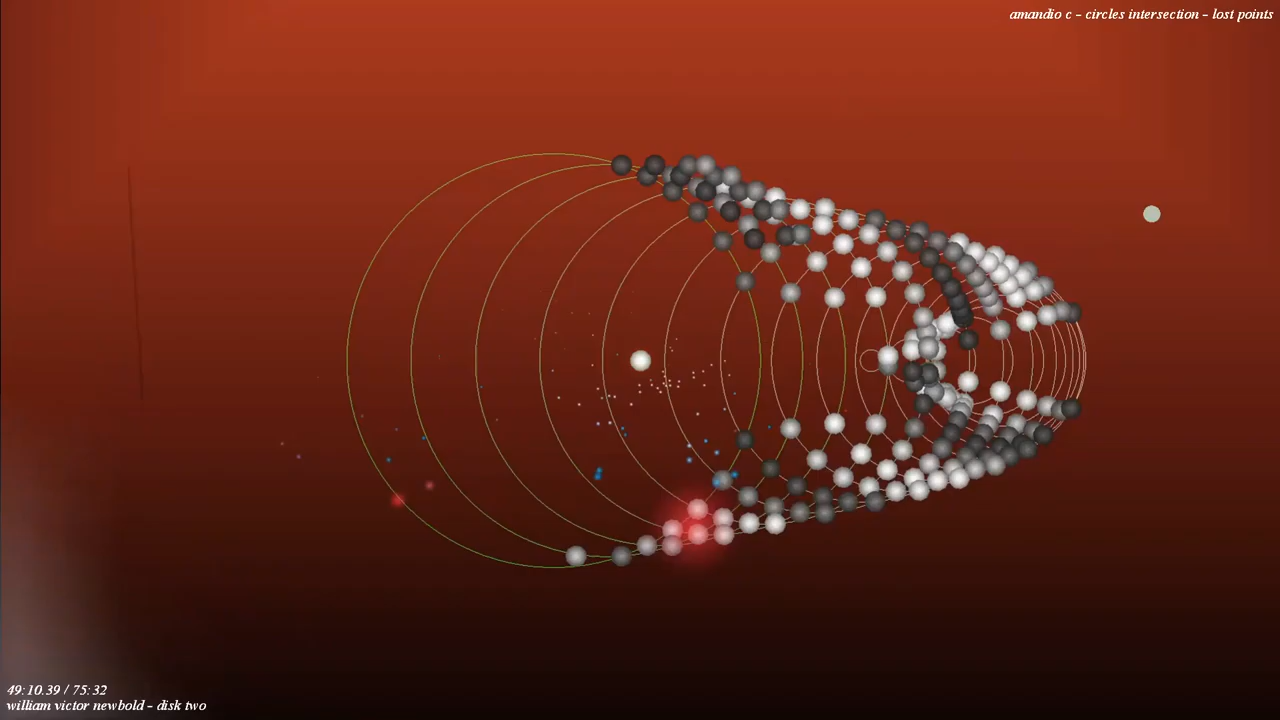 amandio c - circles intersection - lost points
49:10.39 / 75:32
william victor newbold - disk two